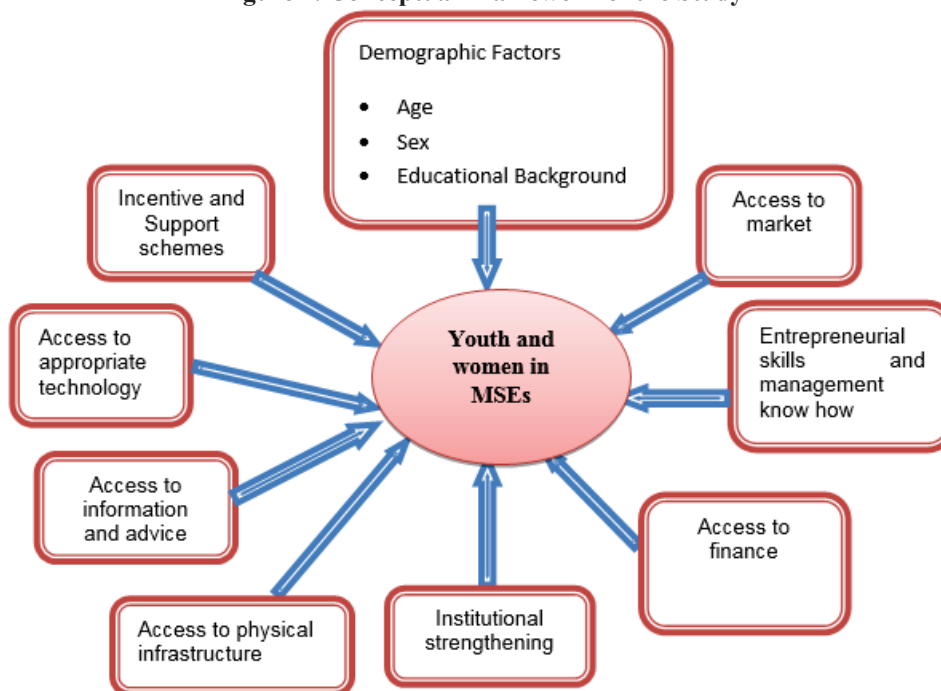 Demographic Factors
• Age
• Sex
• Educational Background
Incentive and
Support
schemes
Access to
market
Youth and
women in
MSEs
Access to
appropriate
technology
Entrepreneurial
skills and
management
know how
Access to
information
and advice
Access to
finance
Access to physical
infrastructure
Institutional
strengthening